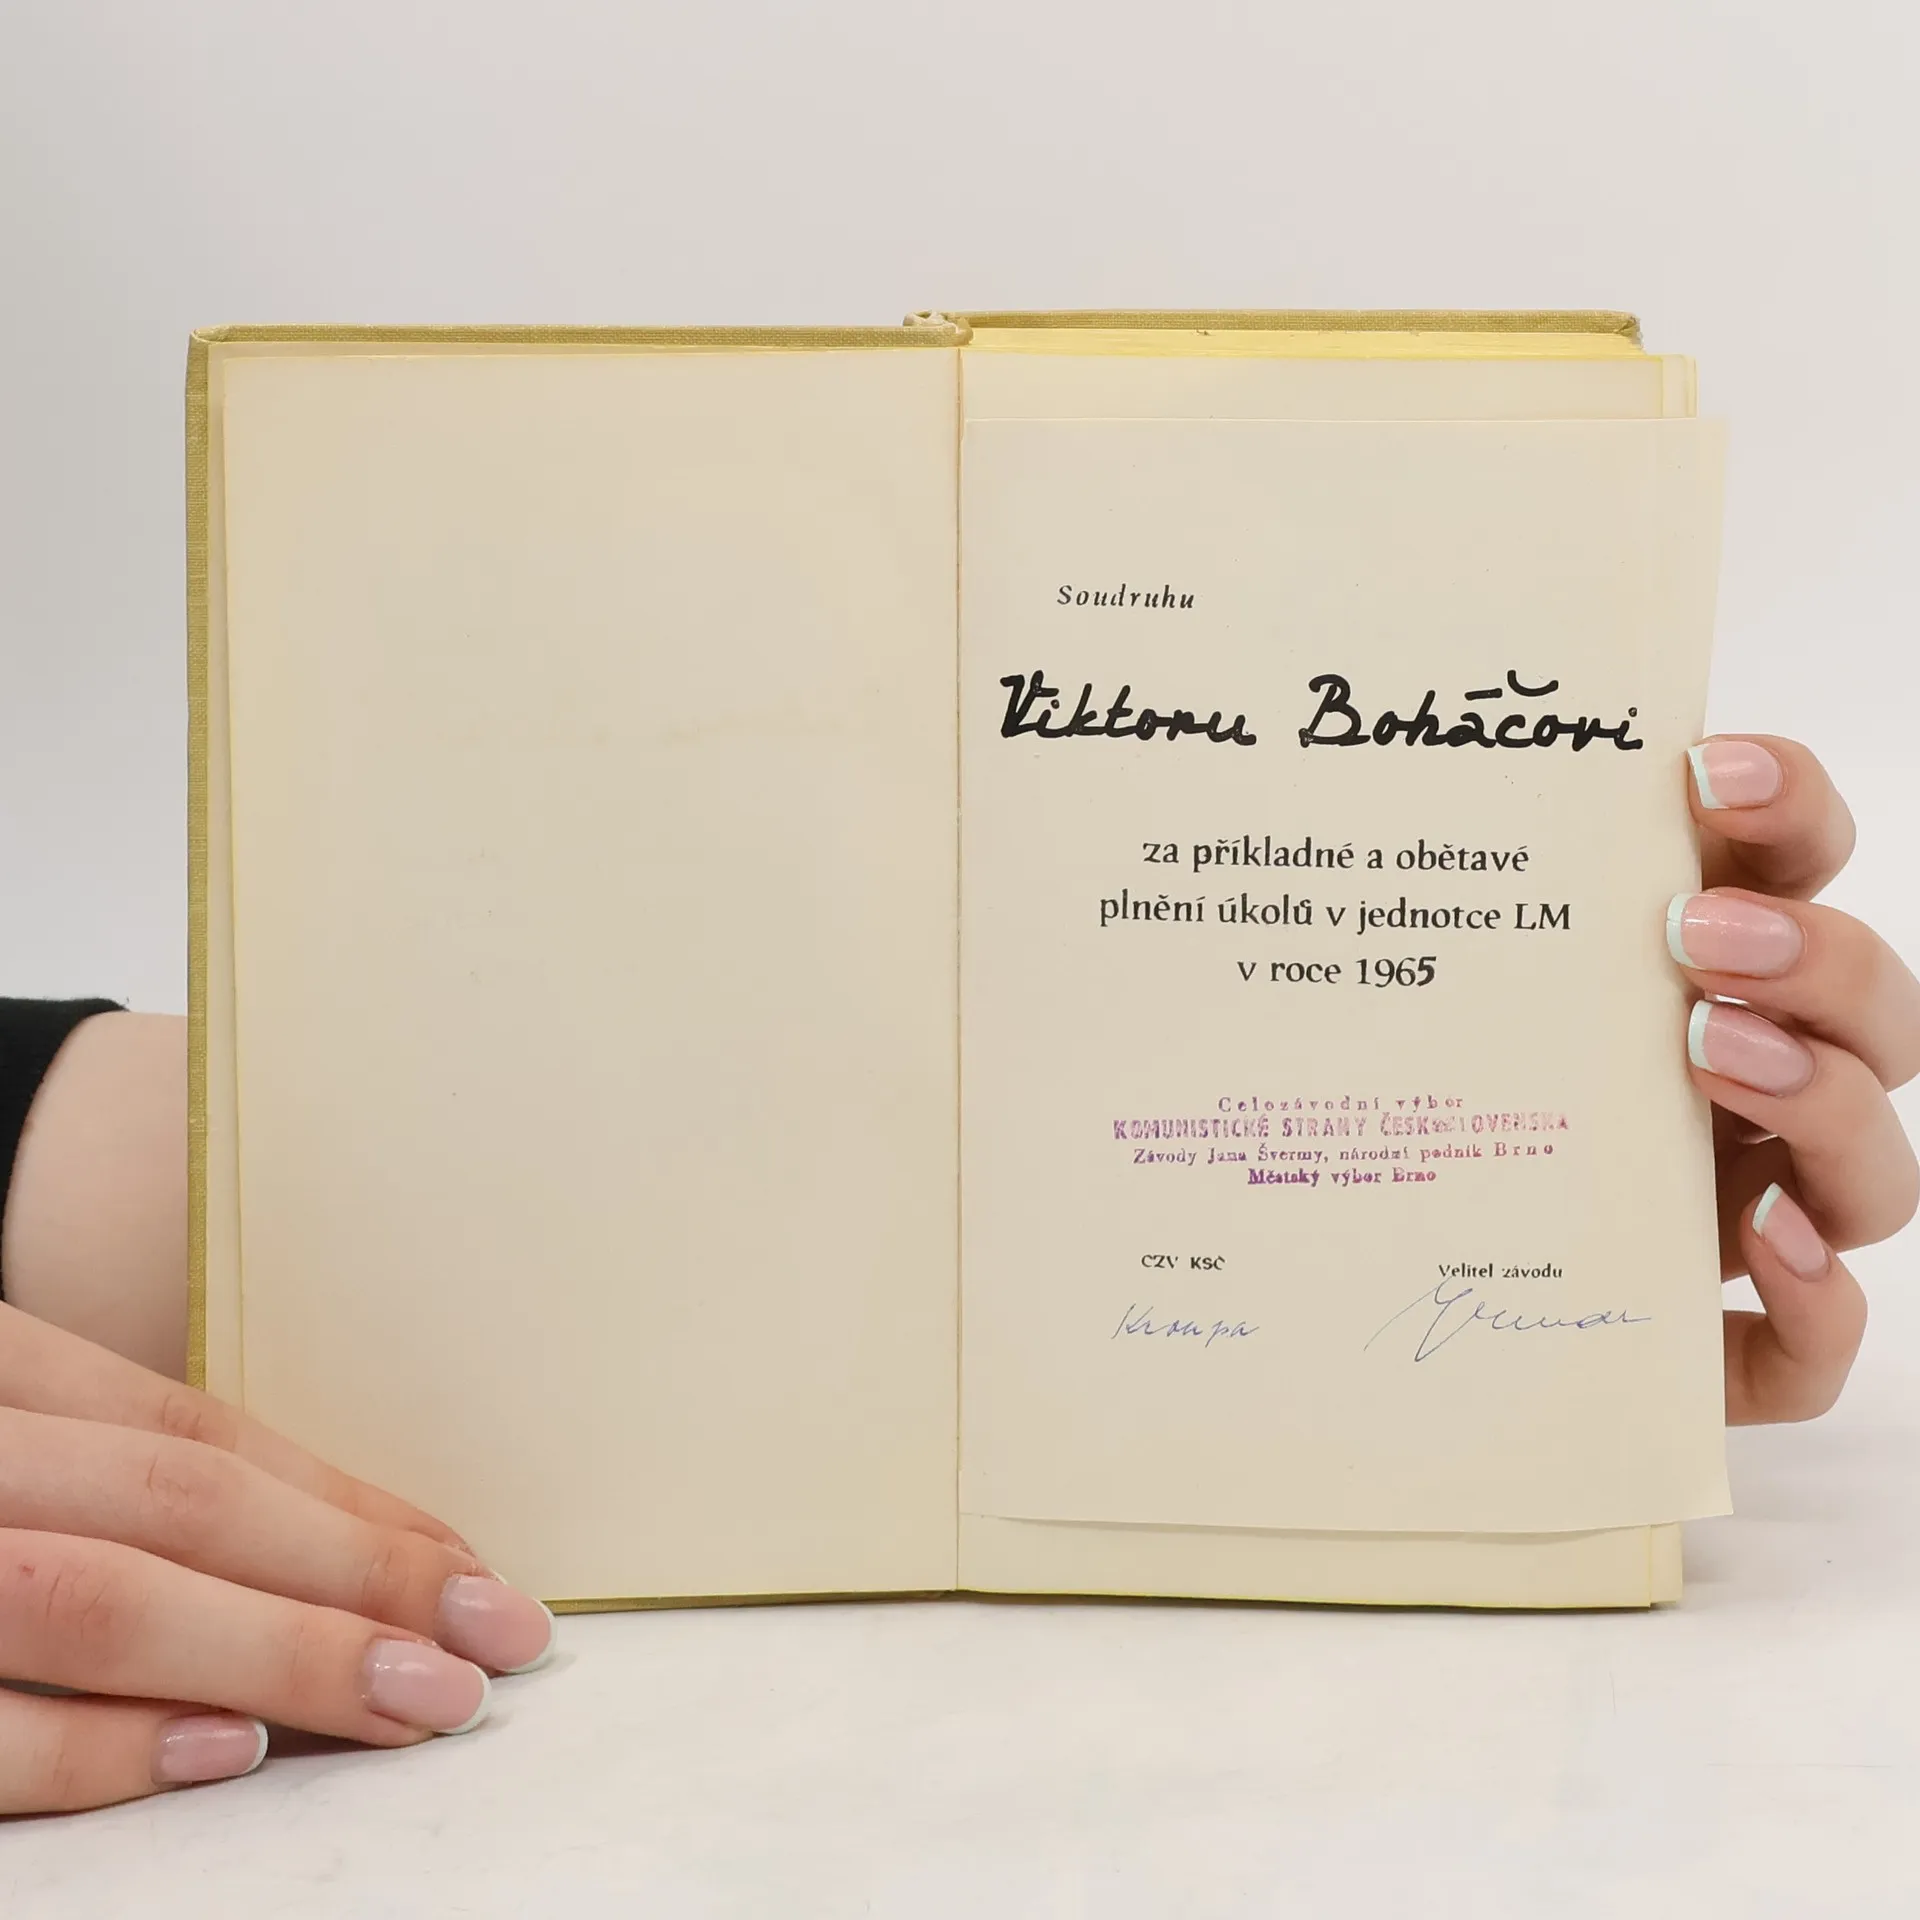 Soudruhu
Viktoru Boháčovi
za příkladné a obětavé
plnění úkolů v jednotce LM
v roce 1965
Celozávodní výbor
KOMUNISTICKÉ STRANY ČESKOSLOVENSKA
Závody Jana Švermy, národní podnik Brno
Městský výbor Brno
CZV KSČ
Velitel závodu
Kroupa